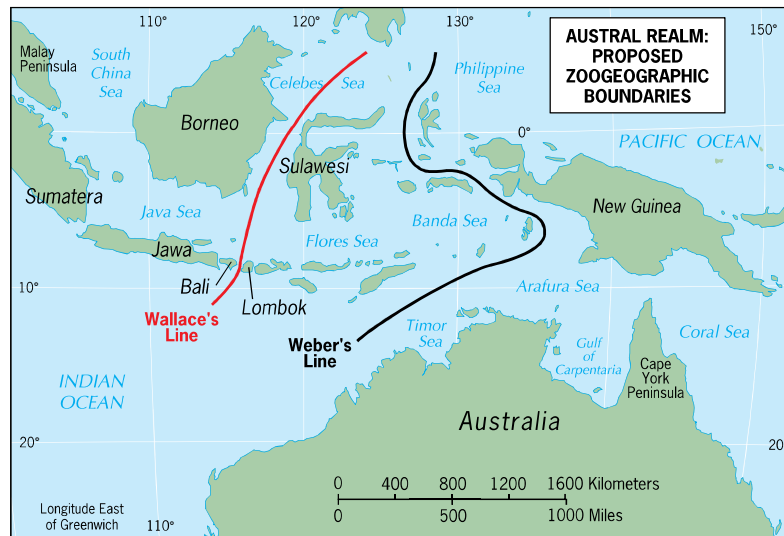 110°
120°
130°
150°
AUSTRAL REALM:
PROPOSED
ZOOGEOGRAPHIC
BOUNDARIES
Malay
Peninsula
South
China
Sea
Celebes Sea
Philippine
Sea
Borneo
0°
PACIFIC OCEAN
Sulawesi
Sumatera
New Guinea
Java Sea
Banda Sea
Flores Sea
Jawa
Bali
Lombok
10°
Arafura Sea
Wallace's
Line
Weber's
Line
Timor
Sea
Gulf
of
Carpentaria
Coral Sea
Cape
York
Peninsula
INDIAN
OCEAN
Australia
20°
20
0 400 800 1200 1600 Kilometers
0 500 1000 Miles
Longitude East
of Greenwich
110°